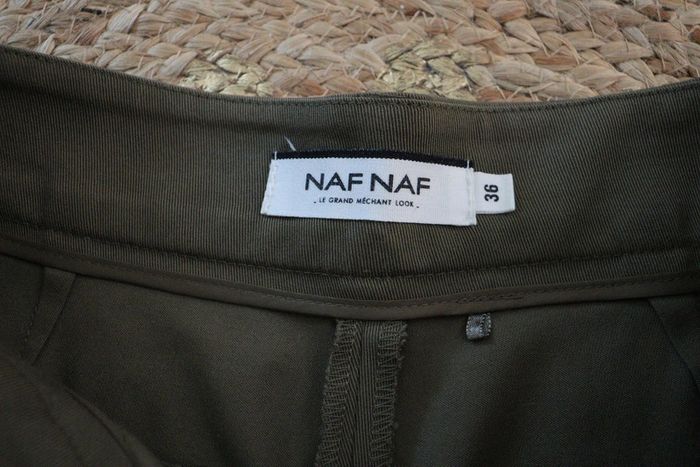 NAF NAF
. LE GRAND MÉCHANT LOOK .
36